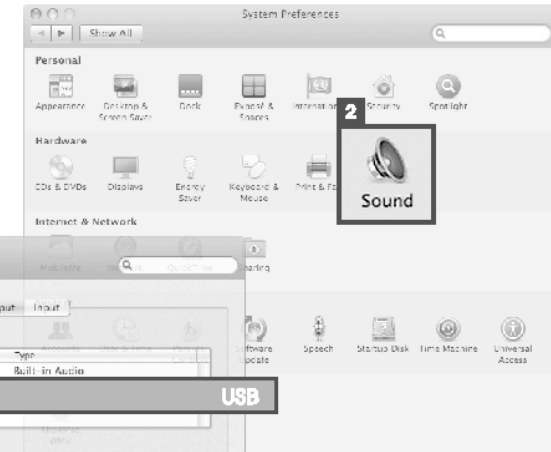 System Preferences
Show All
Personal
Appearance
Desktop & Screen Saver
Dock
Exposé & Spaces
Security
Spotlight
2
Hardware
CDs & DVDs
Displays
Energy Saver
Keyboard & Mouse
Print & Fa
Sound
Internet & Network
MobileMe
QuickTime
Sharing
put
Input
Software Update
Speech
Startup Disk
Time Machine
Universal Access
Type
Built-in Audio
USB